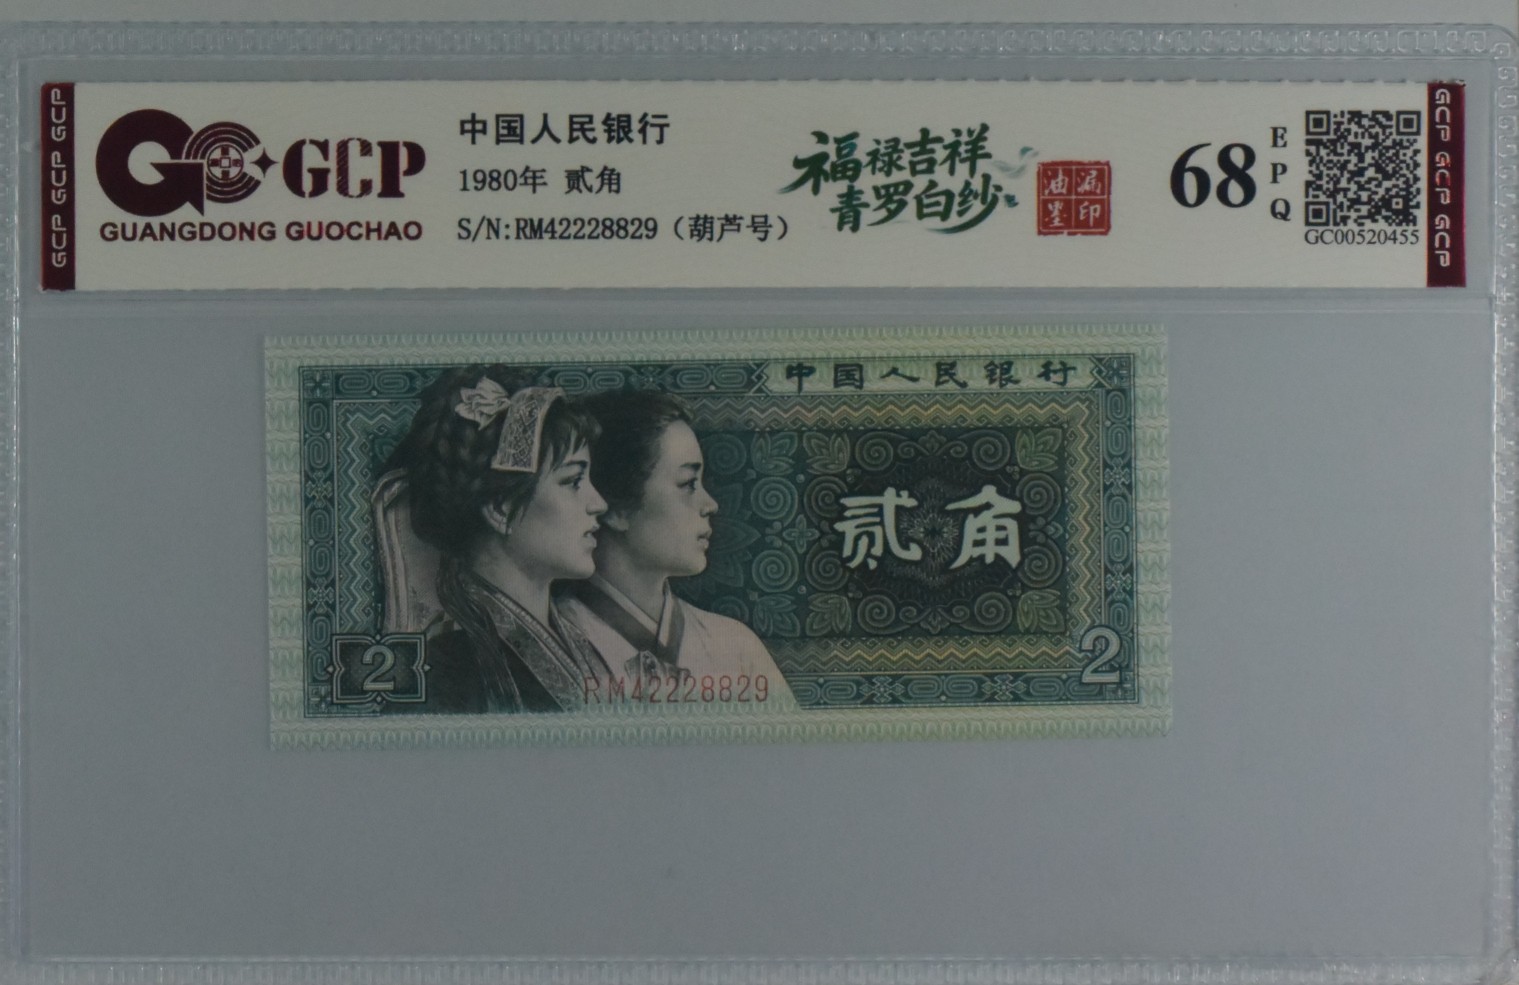 GCP GCP GCP
GCP
GUANGDONG GUOCHAO
中国人民银行
1980年 贰角
S/N:RM42228829（葫芦号）
福禄吉祥
青罗白纱
油漏
墨印
68
EPQ
GC00520455
GCP GCP GCP
中国人民银行
贰角
2
2
RM42228829